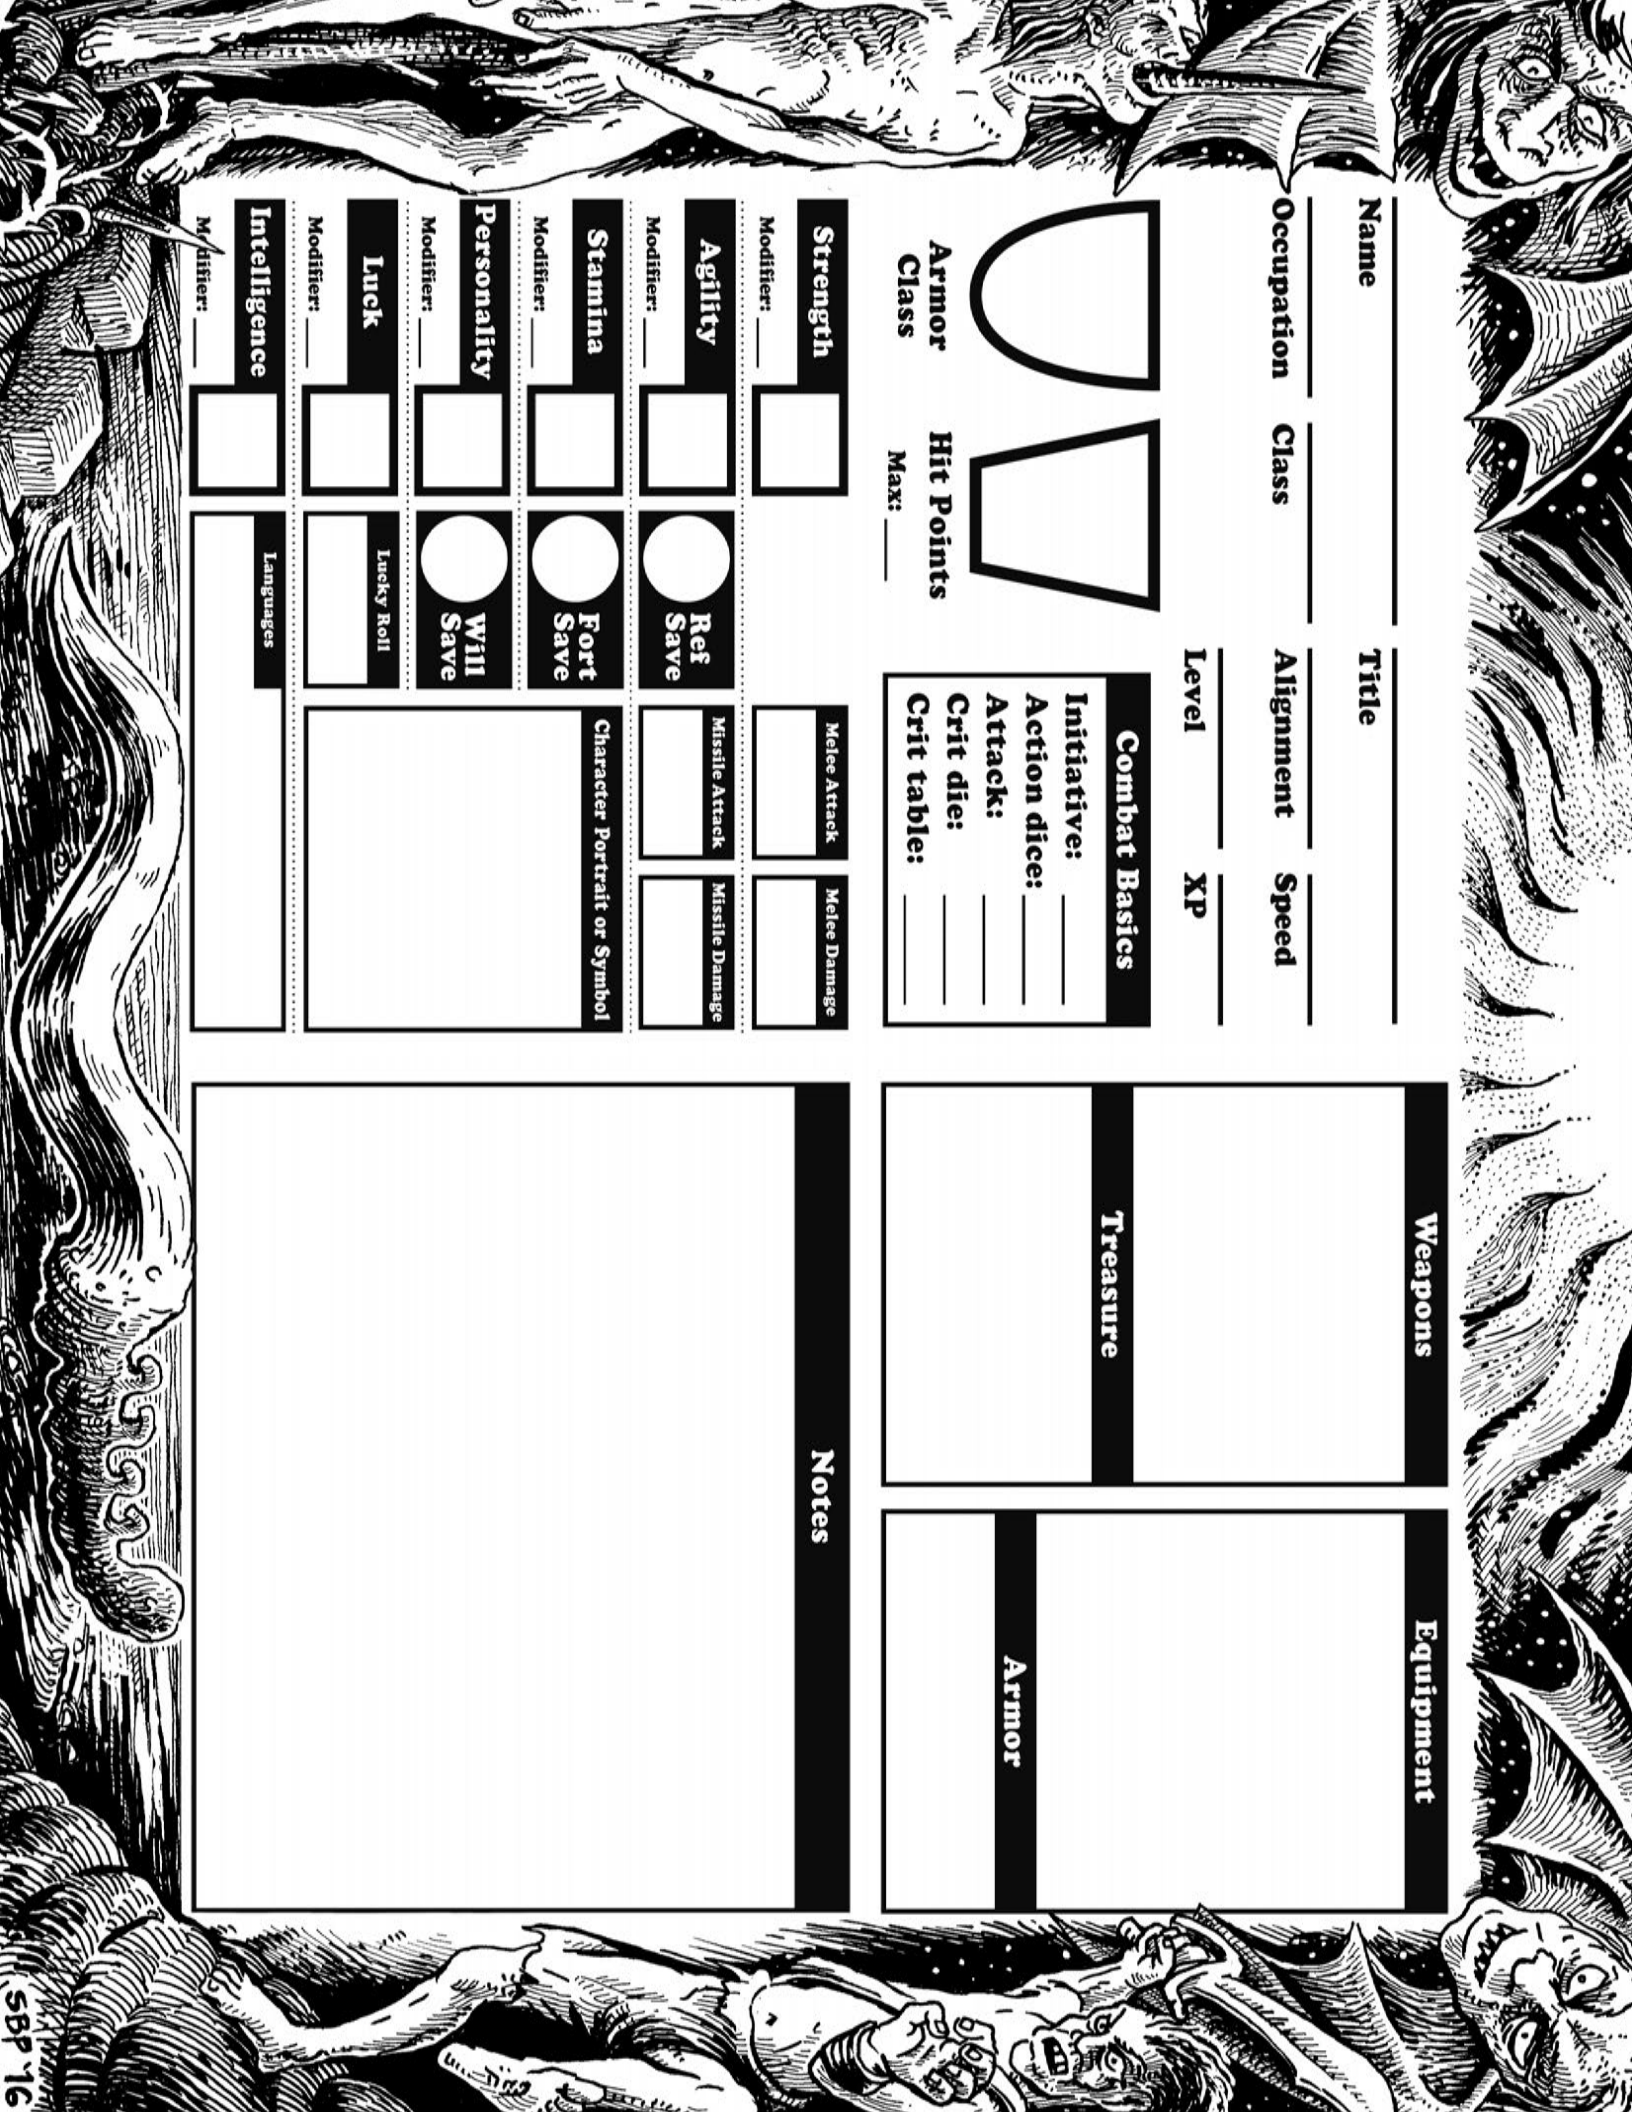 Name
Title
Occupation
Class
Alignment
Speed
Level
XP
Armor
Class
Hit Points
Max:
Combat Basics
Initiative:
Action dice:
Attack:
Crit die:
Crit table:
Strength
Modifier:
Melee Attack
Melee Damage
Agility
Modifier:
Ref
Save
Missile Attack
Missile Damage
Stamina
Modifier:
Fort
Save
Character Portrait or Symbol
Personality
Modifier:
Will
Save
Luck
Modifier:
Lucky Roll
Intelligence
Modifier:
Languages
Weapons
Treasure
Equipment
Armor
Notes
SBP '16